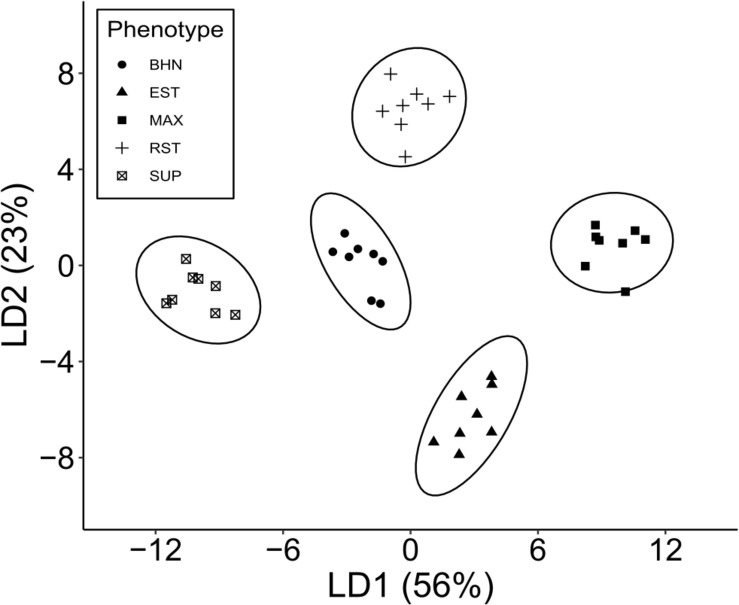 Phenotype
BHN
EST
MAX
RST
SUP
8
4
0
−4
−8
LD2 (23%)
−12 −6 0 6 12
LD1 (56%)